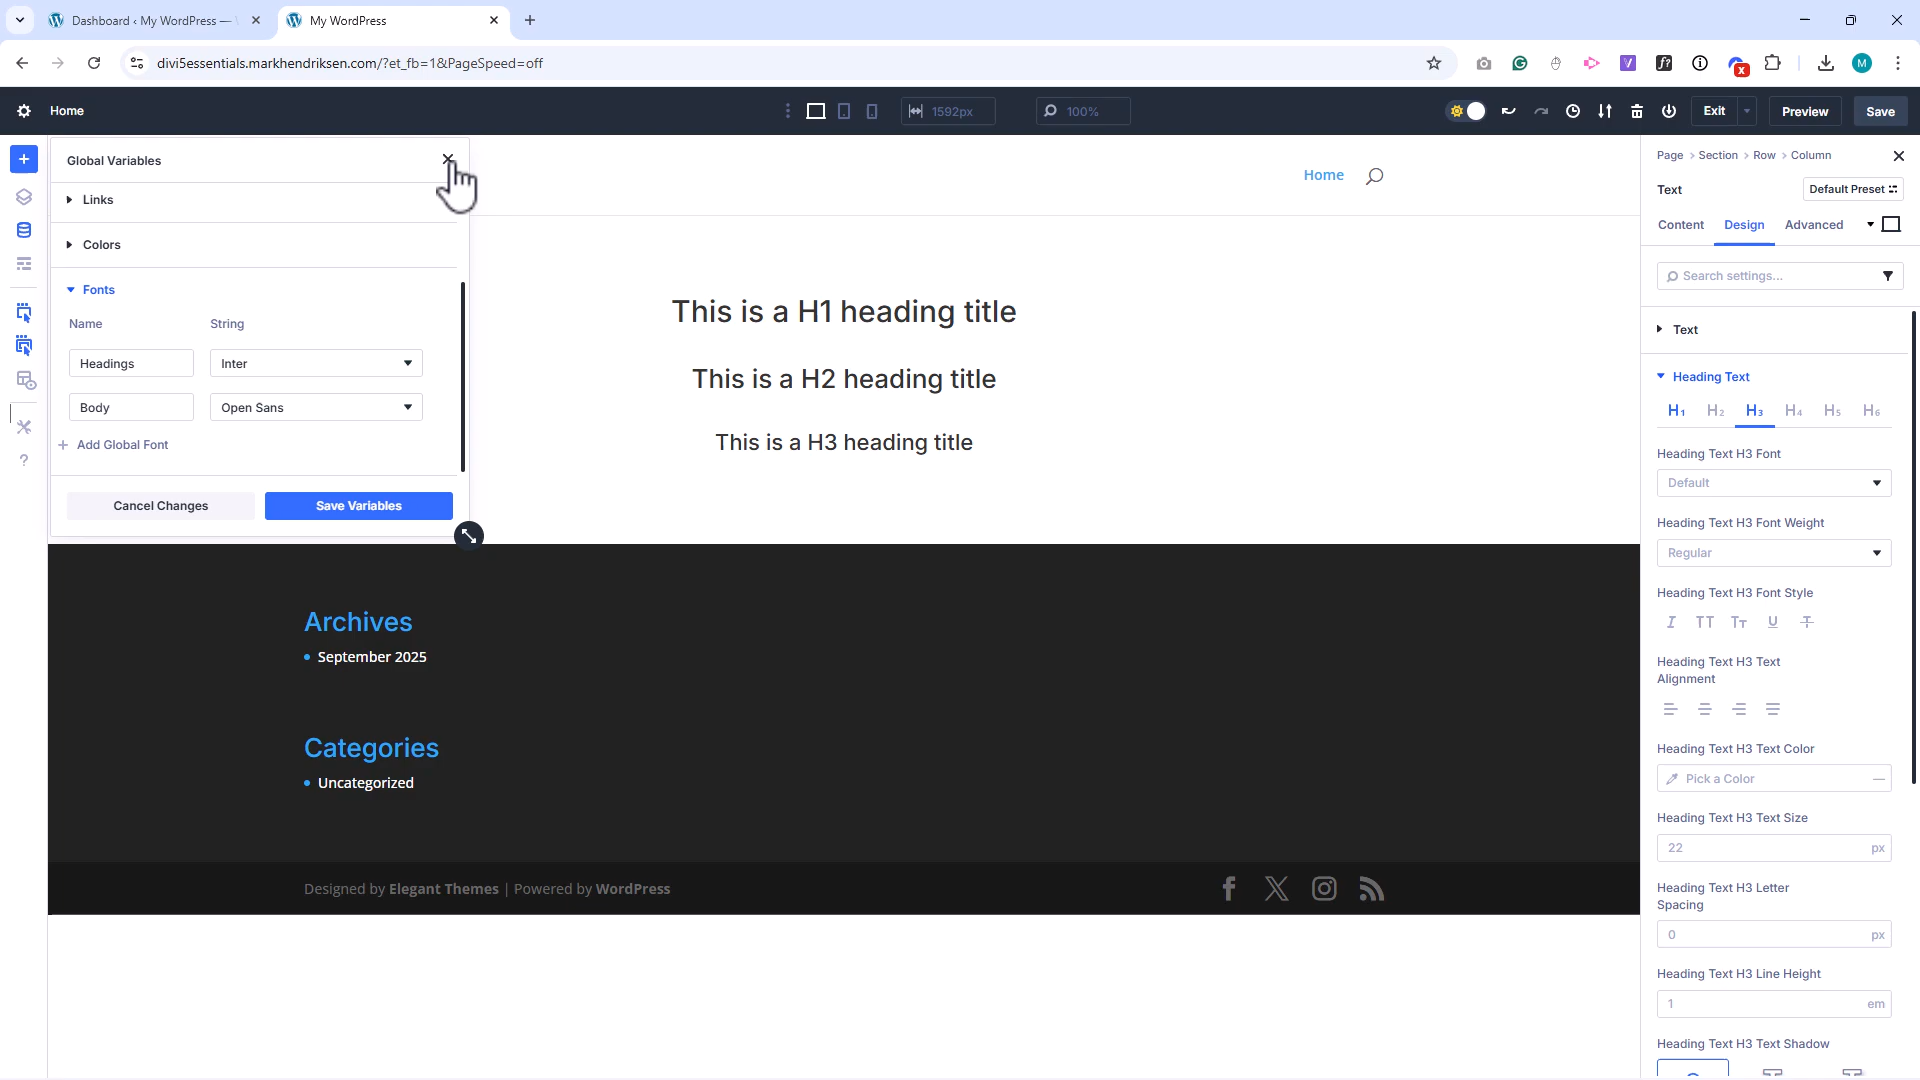 Dashboard ‹ My WordPress —
My WordPress
divi5essentials.markhendriksen.com/?et_fb=1&PageSpeed=off
M
Home
1592px
100%
Exit
Preview
Save
Global Variables
Links
Colors
Fonts
Name
String
Headings
Inter
Body
Open Sans
+ Add Global Font
Cancel Changes
Save Variables
Home
This is a H1 heading title
This is a H2 heading title
This is a H3 heading title
Archives
September 2025
Categories
Uncategorized
Designed by Elegant Themes | Powered by WordPress
Page > Section > Row > Column
Text
Default Preset
Content
Design
Advanced
Search settings...
Text
Heading Text
H1 H2 H3 H4 H5 H6
Heading Text H3 Font
Default
Heading Text H3 Font Weight
Regular
Heading Text H3 Font Style
I TT Tт U T
Heading Text H3 Text
Alignment
Heading Text H3 Text Color
Pick a Color
Heading Text H3 Text Size
22 px
Heading Text H3 Letter
Spacing
0 px
Heading Text H3 Line Height
1 em
Heading Text H3 Text Shadow